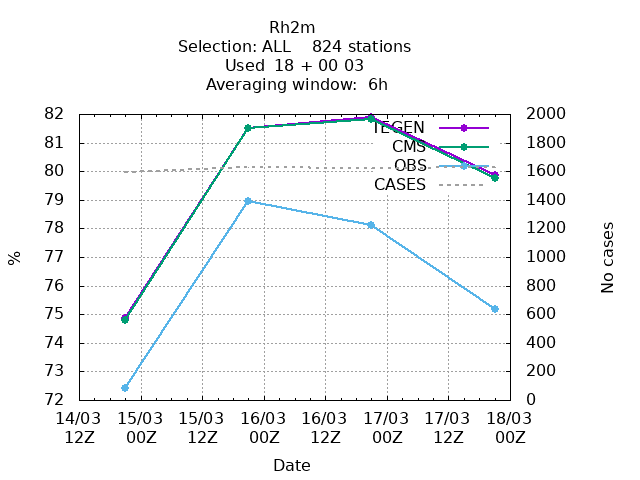 Rh2m
Selection: ALL    824 stations
Used  18 + 00 03
Averaging window:  6h
%
82
81
80
79
78
77
76
75
74
73
72
TEGEN
CMS
OBS
CASES
2000
1800
1600
1400
1200
1000
800
600
400
200
0
No cases
14/03 15/03 15/03 16/03 16/03 17/03 17/03 18/03
12Z 00Z 12Z 00Z 12Z 00Z 12Z 00Z
Date